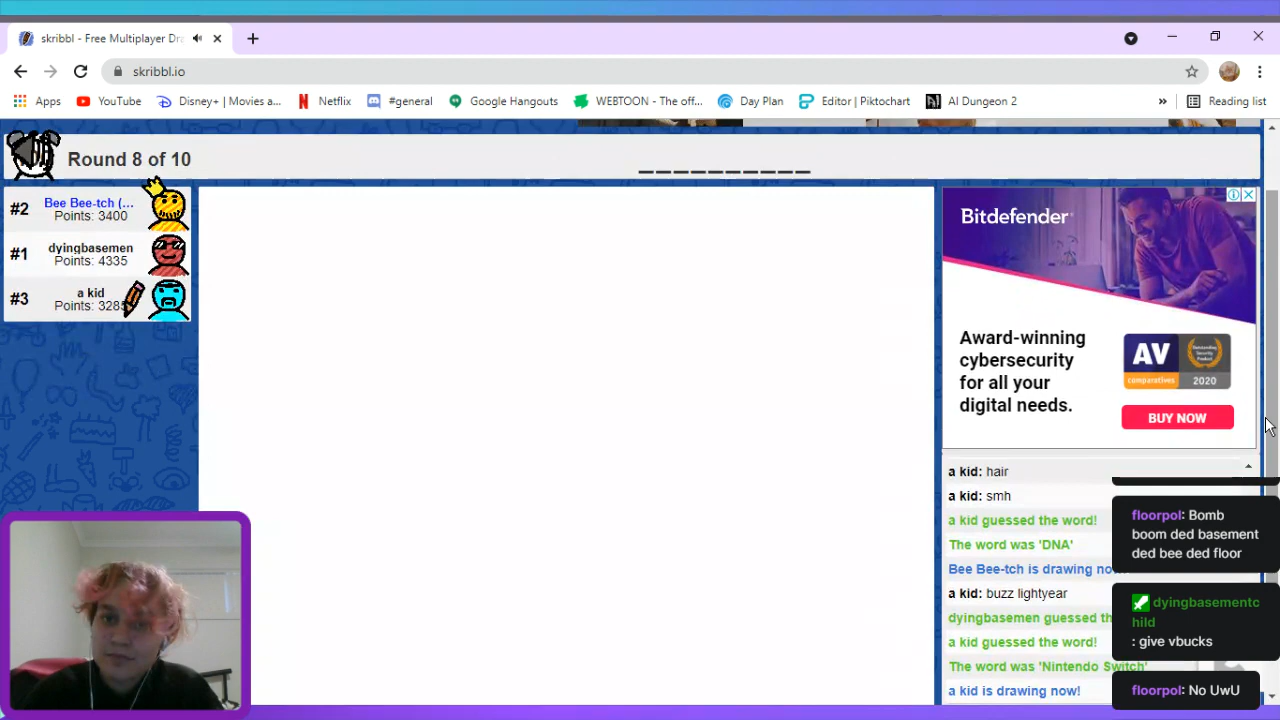 skribbl - Free Multiplayer Dra
skribbl.io
Apps
YouTube
Disney+ | Movies a...
Netflix
#general
Google Hangouts
WEBTOON - The off...
Day Plan
Editor | Piktochart
AI Dungeon 2
»
Reading list
Round 8 of 10
__________
#2
Bee Bee-tch (...
Points: 3400
#1
dyingbasemen
Points: 4335
#3
a kid
Points: 3285
Bitdefender
Award-winning
cybersecurity
for all your
digital needs.
AV
comparatives
2020
BUY NOW
a kid: hair
a kid: smh
a kid guessed the word!
The word was 'DNA'
Bee Bee-tch is drawing now
a kid: buzz lightyear
dyingbasemen guessed th
a kid guessed the word!
The word was 'Nintendo Switch'
a kid is drawing now!
floorpol: Bomb
boom ded basement
ded bee ded floor
dyingbasementc
hild
: give vbucks
floorpol: No UwU